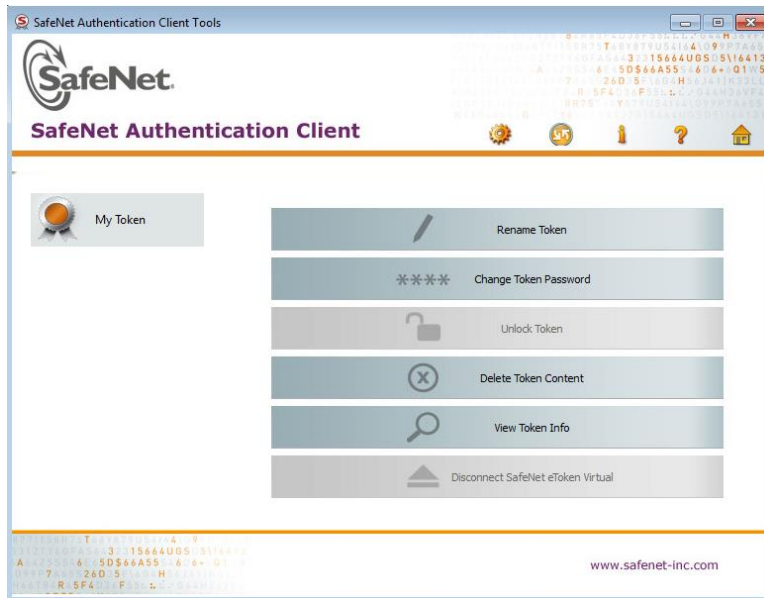 SafeNet Authentication Client Tools
SafeNet.
SafeNet Authentication Client
My Token
Rename Token
**** Change Token Password
Unlock Token
Delete Token Content
View Token Info
Disconnect SafeNet eToken Virtual
www.safenet-inc.com